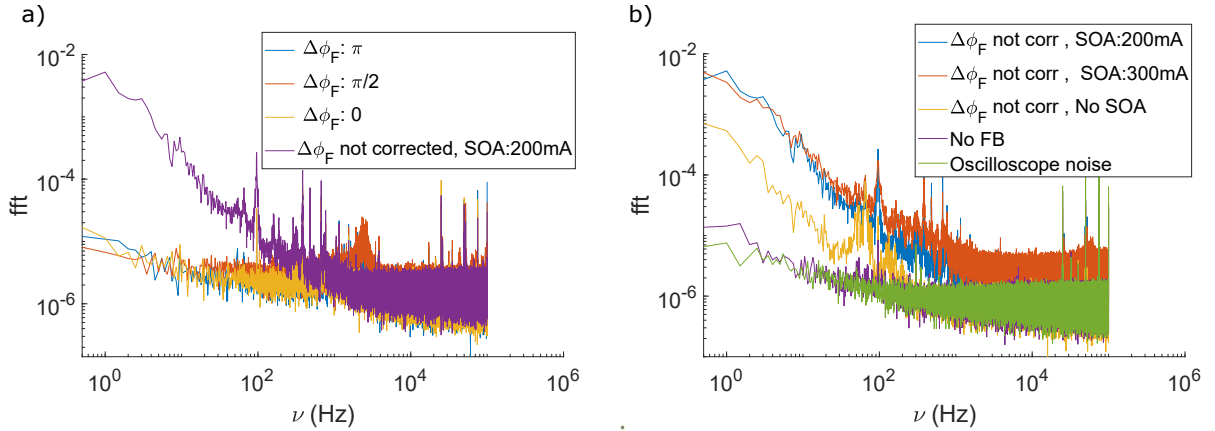 a)
fft
10^-2
10^-4
10^-6
Δϕ_F: π
Δϕ_F: π/2
Δϕ_F: 0
Δϕ_F not corrected, SOA:200mA
10^0
10^2
10^4
10^6
ν (Hz)
b)
fft
10^-2
10^-4
10^-6
Δϕ_F not corr , SOA:200mA
Δϕ_F not corr , SOA:300mA
Δϕ_F not corr , No SOA
No FB
Oscilloscope noise
10^0
10^2
10^4
10^6
ν (Hz)